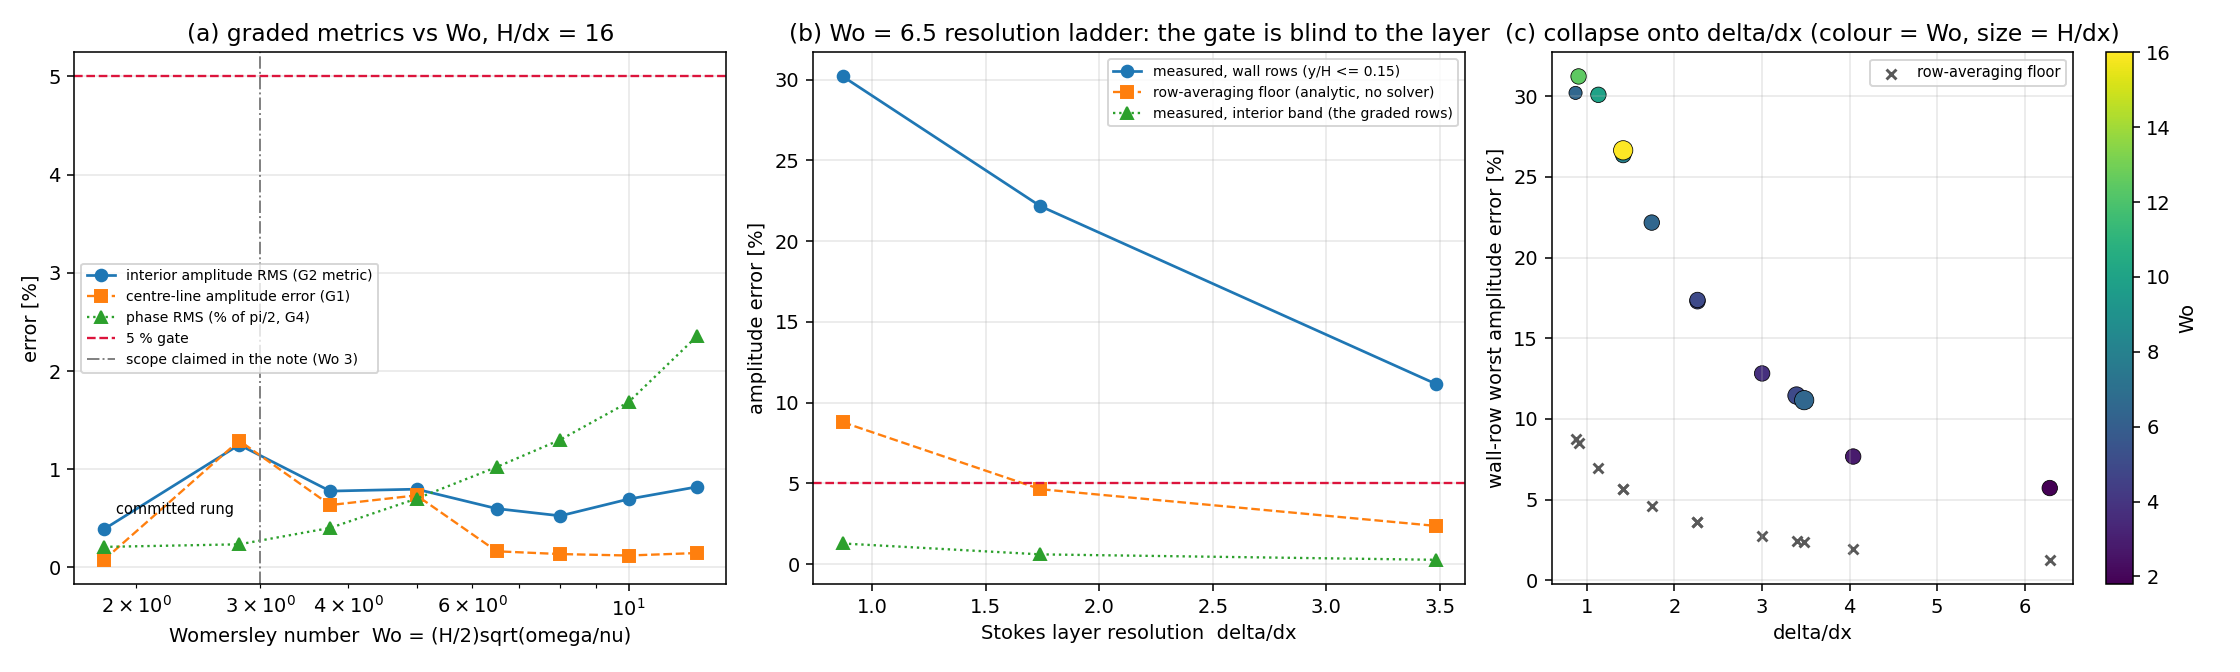 (a) graded metrics vs Wo, H/dx = 16
error [%]
5
4
3
2
1
0
interior amplitude RMS (G2 metric)
centre-line amplitude error (G1)
phase RMS (% of pi/2, G4)
5 % gate
scope claimed in the note (Wo 3)
committed rung
2 × 10⁰
3 × 10⁰
4 × 10⁰
6 × 10⁰
10¹
Womersley number Wo = (H/2)sqrt(omega/nu)
(b) Wo = 6.5 resolution ladder: the gate is blind to the layer
amplitude error [%]
30
25
20
15
10
5
0
measured, wall rows (y/H <= 0.15)
row-averaging floor (analytic, no solver)
measured, interior band (the graded rows)
1.0
1.5
2.0
2.5
3.0
3.5
Stokes layer resolution delta/dx
(c) collapse onto delta/dx (colour = Wo, size = H/dx)
wall-row worst amplitude error [%]
30
25
20
15
10
5
0
row-averaging floor
1
2
3
4
5
6
delta/dx
16
14
12
10
8
6
4
2
Wo